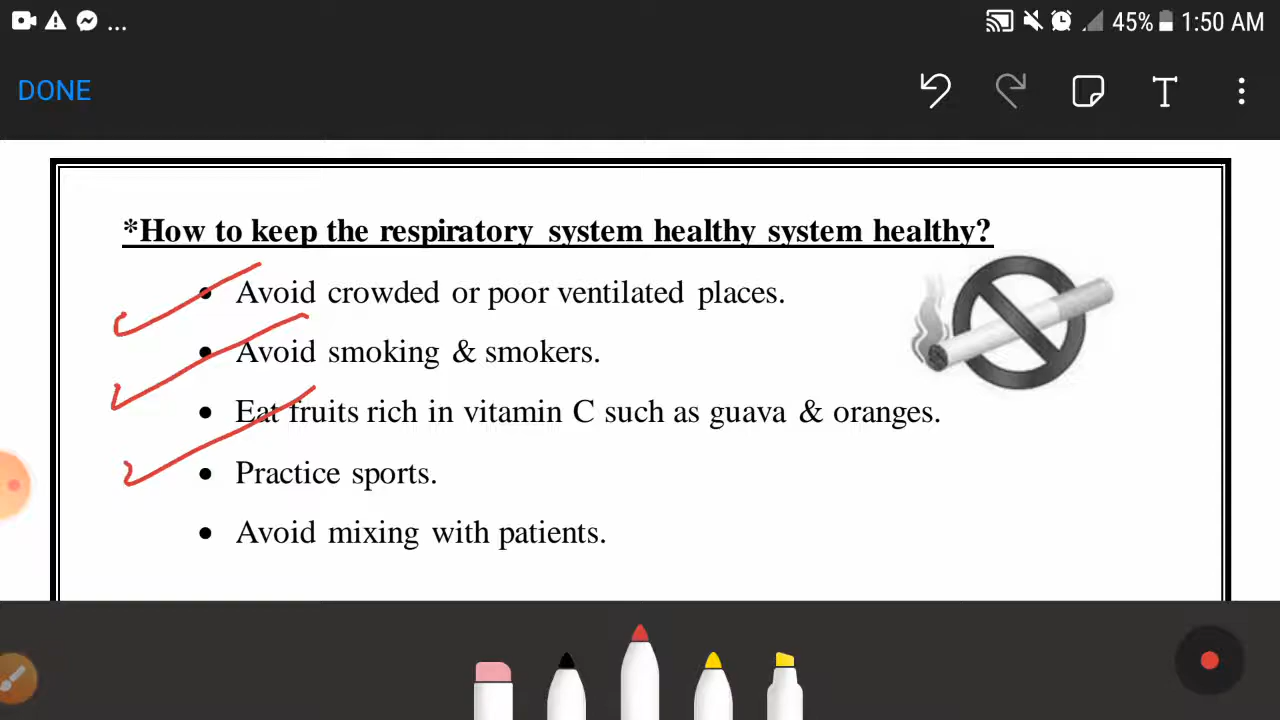 ... 45% 1:50 AM
DONE T
*How to keep the respiratory system healthy system healthy?
• Avoid crowded or poor ventilated places.
• Avoid smoking & smokers.
• Eat fruits rich in vitamin C such as guava & oranges.
• Practice sports.
• Avoid mixing with patients.